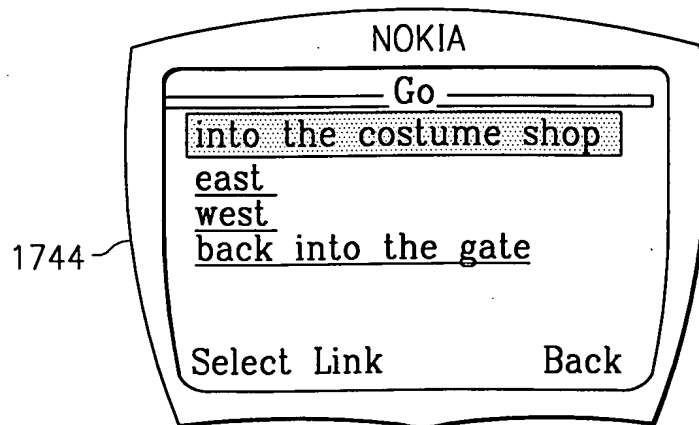 NOKIA
Go
into the costume shop
east
west
back into the gate
1744
Select Link Back